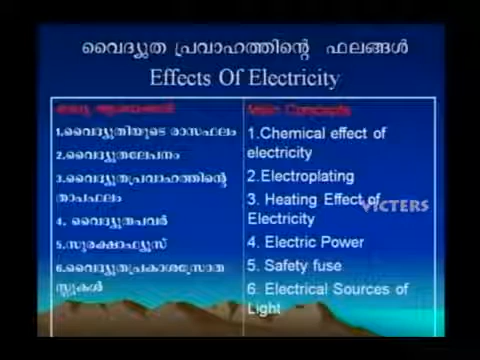 വൈദ്യുത പ്രവാഹത്തിന്റെ ഫലങ്ങൾ
Effects Of Electricity
മുഖ്യ ആശയങ്ങൾ
1.വൈദ്യുതിയുടെ രാസഫലം
2.വൈദ്യുതലേപനം
3.വൈദ്യുതപ്രവാഹത്തിന്റെ
താപഫലം
4. വൈദ്യുതപവർ
5.സുരക്ഷാഫ്യൂസ്
6.വൈദ്യുതപ്രകാശസ്രോത
സ്സുകൾ
Main Concepts
1.Chemical effect of
electricity
2.Electroplating
3. Heating Effect of
Electricity
4. Electric Power
5. Safety fuse
6. Electrical Sources of
Light
VICTERS